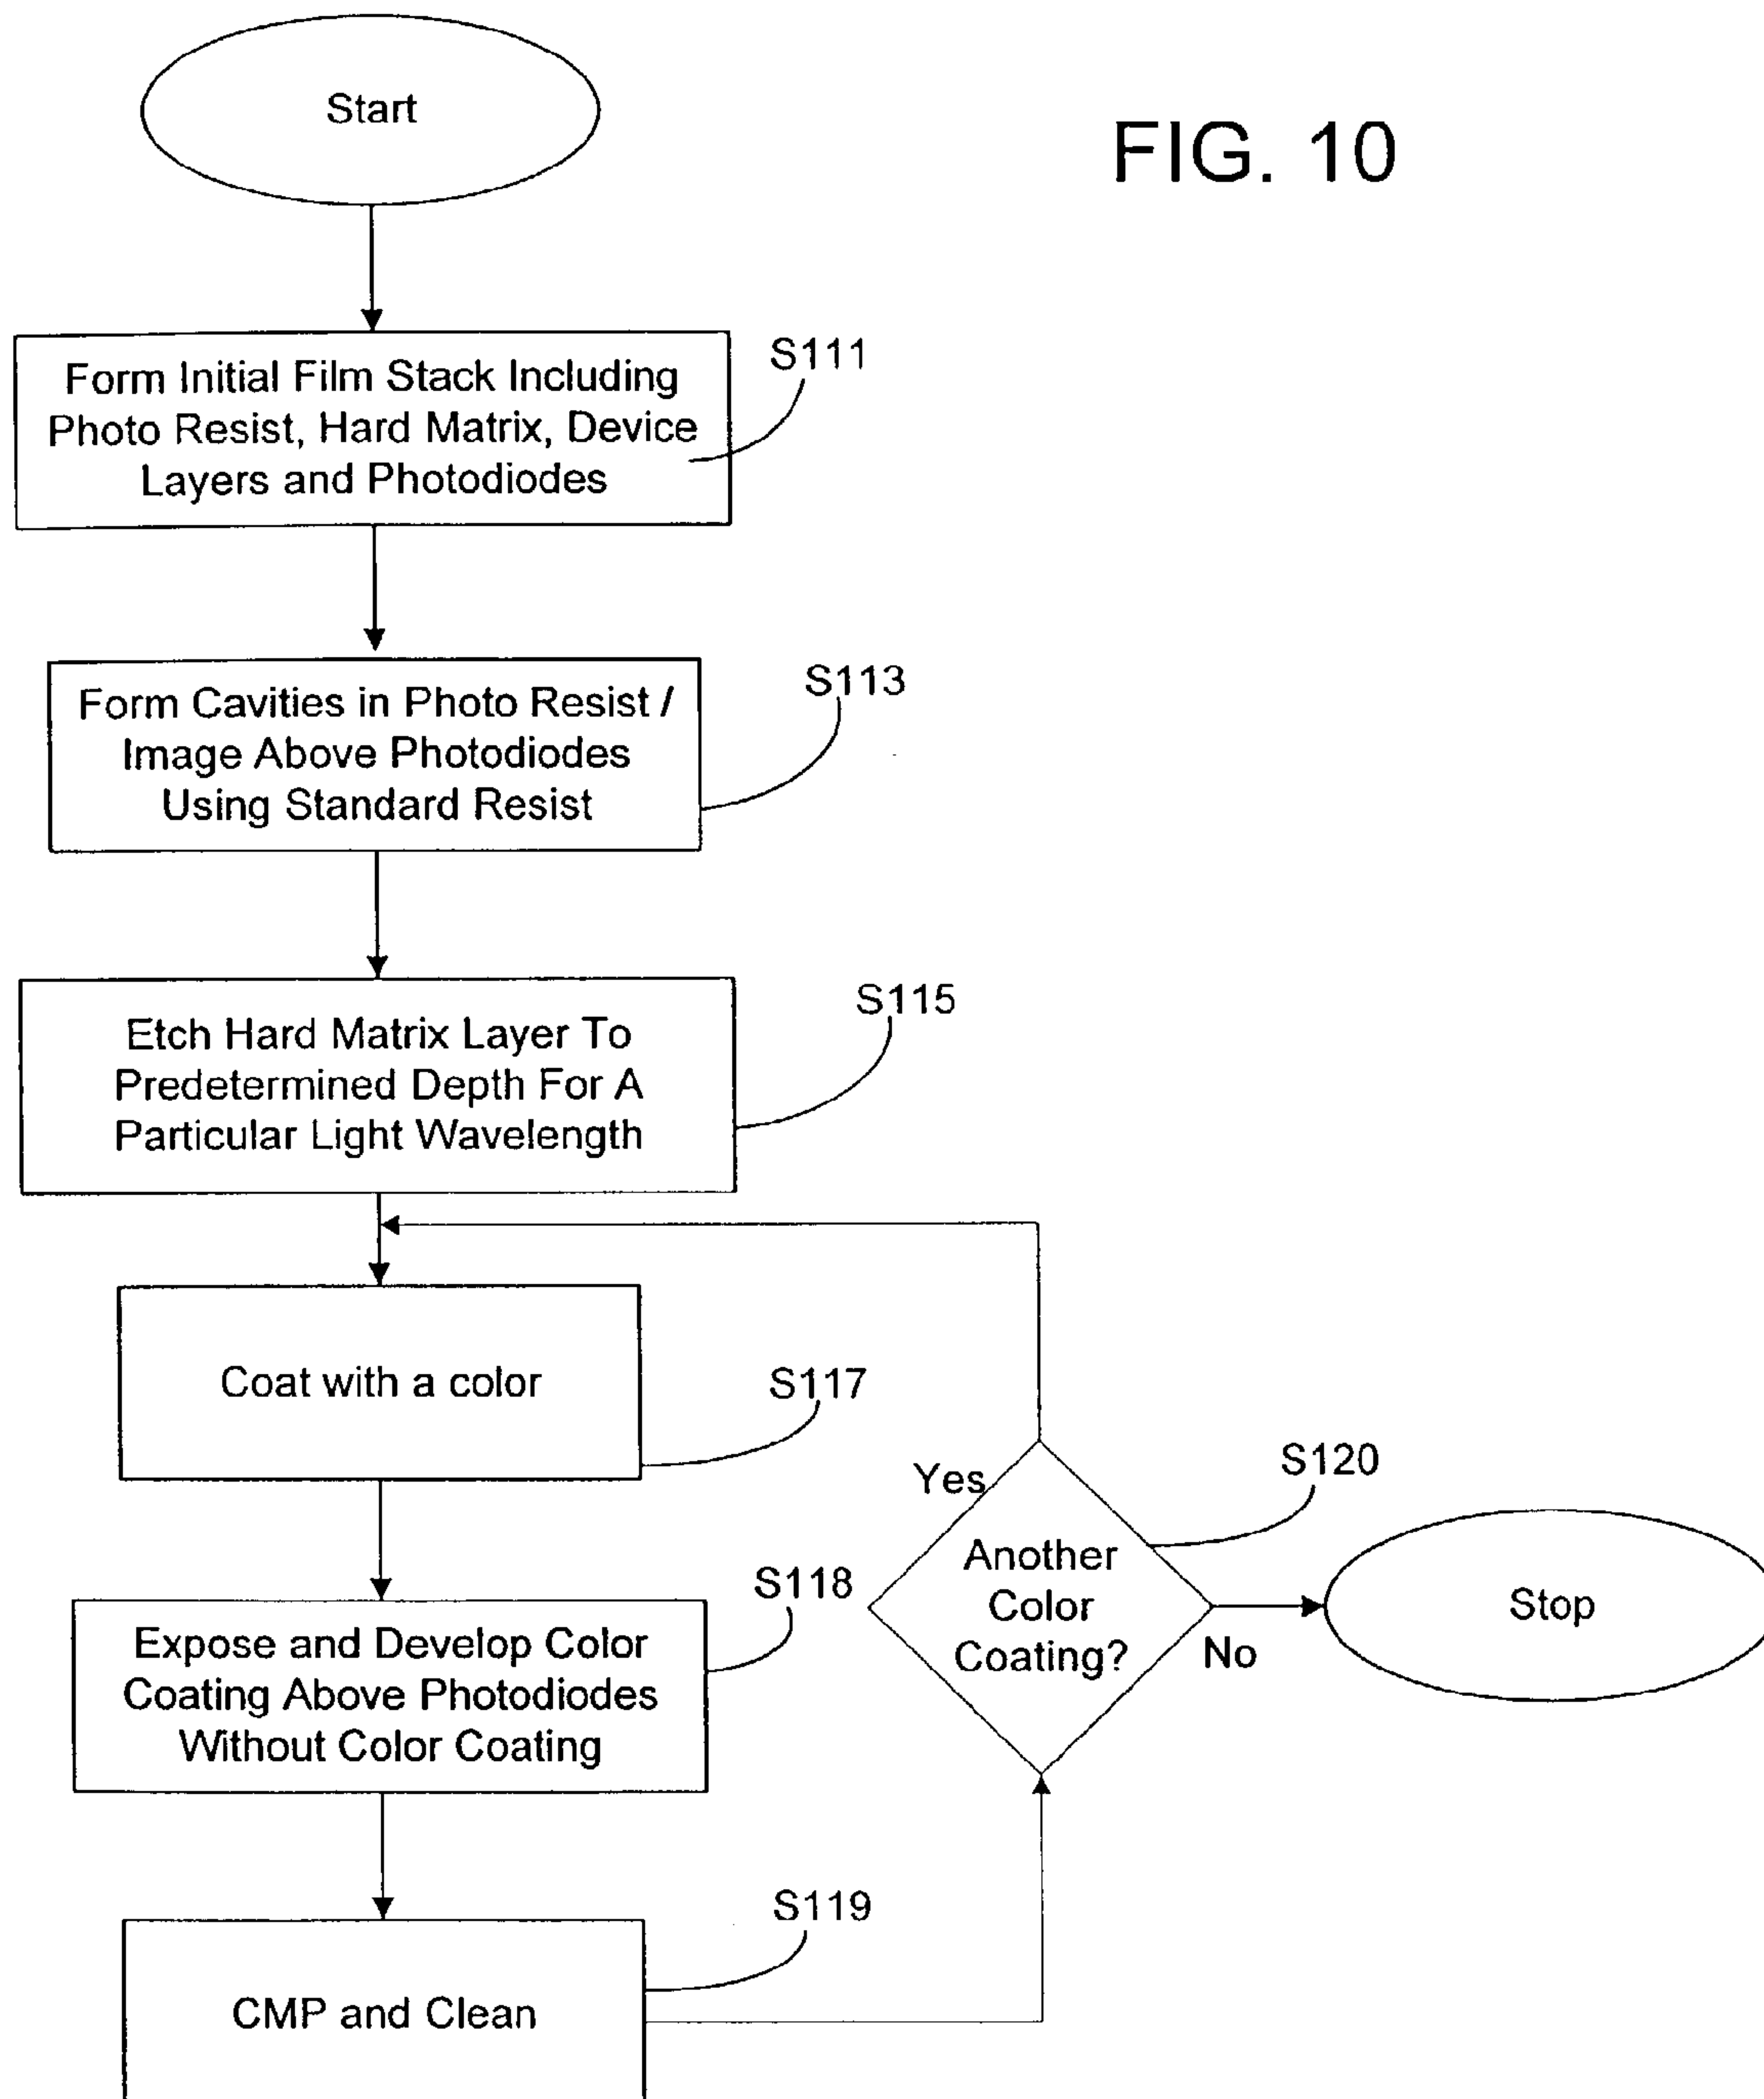 FIG. 10
Start
Form Initial Film Stack Including
Photo Resist, Hard Matrix, Device
Layers and Photodiodes
S111
Form Cavities in Photo Resist /
Image Above Photodiodes
Using Standard Resist
S113
Etch Hard Matrix Layer To
Predetermined Depth For A
Particular Light Wavelength
S115
Coat with a color
S117
Expose and Develop Color
Coating Above Photodiodes
Without Color Coating
S118
CMP and Clean
S119
Yes
Another
Color
Coating?
S120
No
Stop